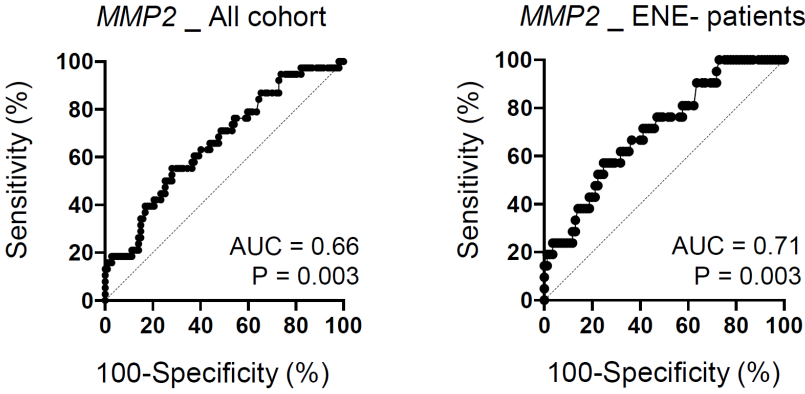 MMP2 _ All cohort
100
80
60
40
20
0
Sensitivity (%)
AUC = 0.66
P = 0.003
0 20 40 60 80 100
100-Specificity (%)
MMP2 _ ENE- patients
100
80
60
40
20
0
Sensitivity (%)
AUC = 0.71
P = 0.003
0 20 40 60 80 100
100-Specificity (%)